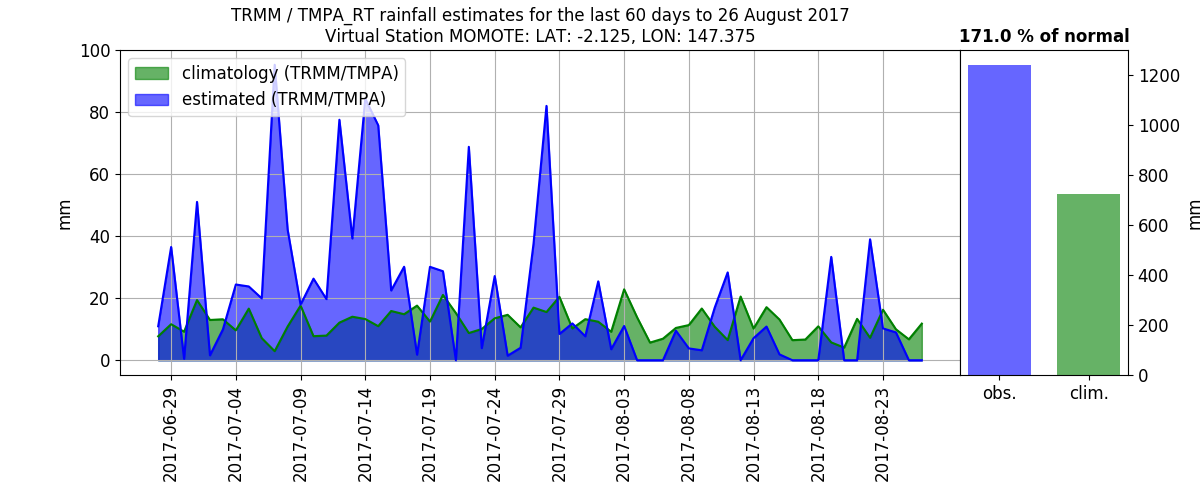 TRMM / TMPA_RT rainfall estimates for the last 60 days to 26 August 2017
Virtual Station MOMOTE: LAT: -2.125, LON: 147.375
171.0 % of normal
climatology (TRMM/TMPA)
estimated (TRMM/TMPA)
100
80
60
40
20
0
mm
2017-06-29
2017-07-04
2017-07-09
2017-07-14
2017-07-19
2017-07-24
2017-07-29
2017-08-03
2017-08-08
2017-08-13
2017-08-18
2017-08-23
1200
1000
800
600
400
200
0
mm
obs.
clim.